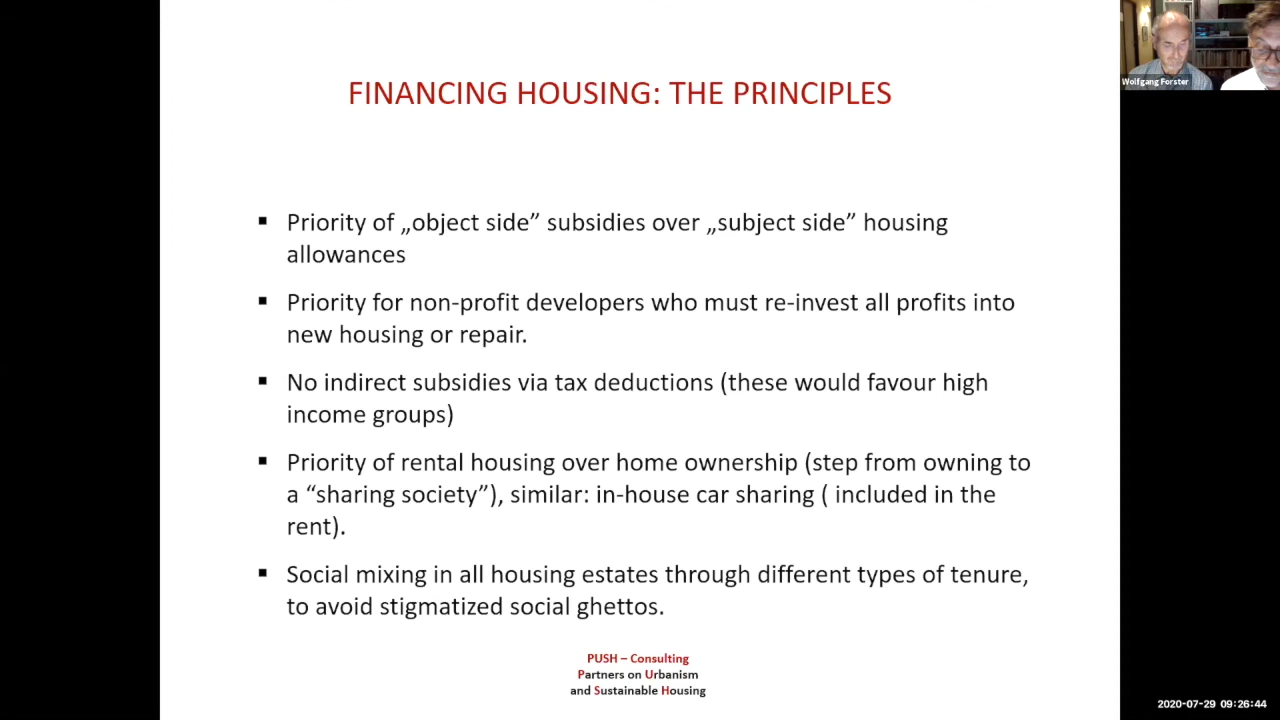 FINANCING HOUSING: THE PRINCIPLES
▪ Priority of „object side” subsidies over „subject side” housing
allowances
▪ Priority for non-profit developers who must re-invest all profits into
new housing or repair.
▪ No indirect subsidies via tax deductions (these would favour high
income groups)
▪ Priority of rental housing over home ownership (step from owning to
a “sharing society”), similar: in-house car sharing ( included in the
rent).
▪ Social mixing in all housing estates through different types of tenure,
to avoid stigmatized social ghettos.
PUSH – Consulting
Partners on Urbanism
and Sustainable Housing
Wolfgang Forster
2020-07-29 09:26:44